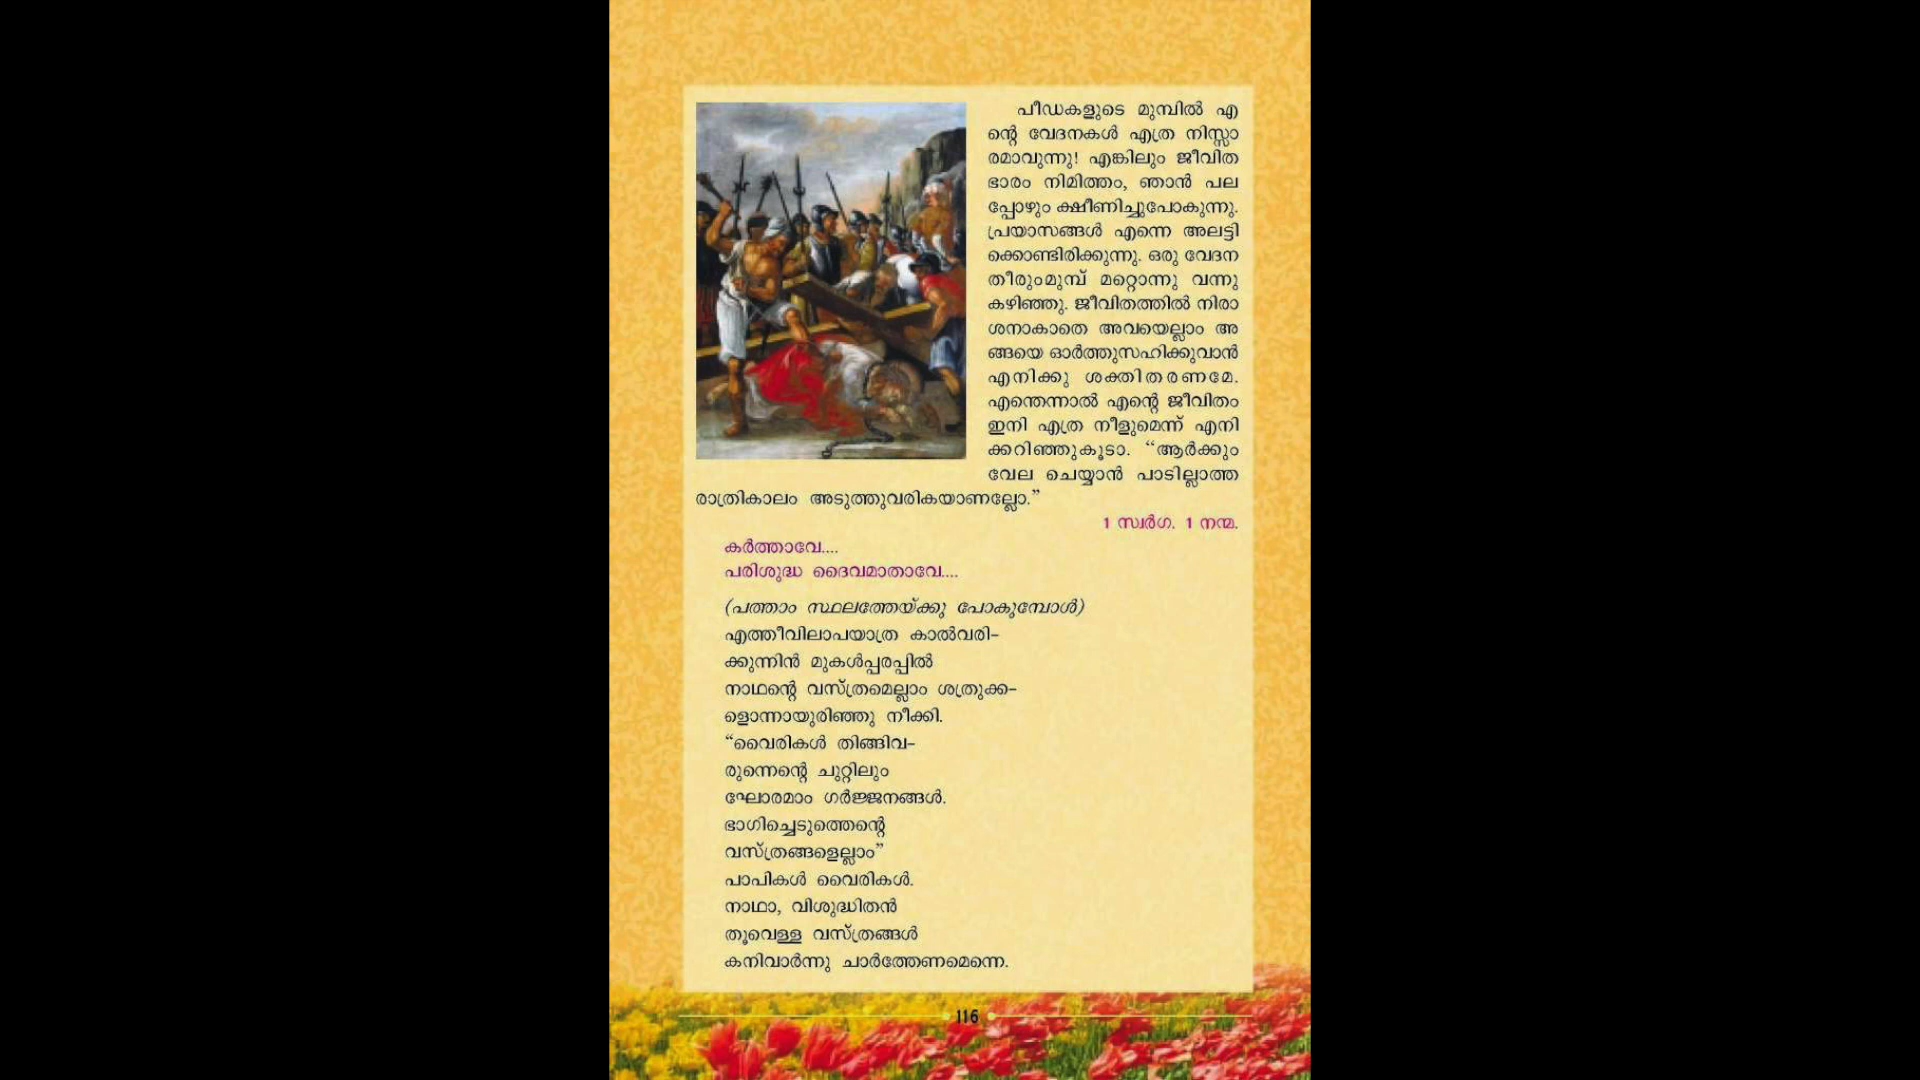 പീഡകളുടെ മുമ്പിൽ എ
ന്റെ വേദനകൾ എത്ര നിസ്സാ
രമാവുന്നു! എങ്കിലും ജീവിത
ഭാരം നിമിത്തം, ഞാൻ പല
പ്പോഴും ക്ഷീണിച്ചുപോകുന്നു.
പ്രയാസങ്ങൾ എന്നെ അലട്ടി
ക്കൊണ്ടിരിക്കുന്നു. ഒരു വേദന
തീരുംമുമ്പ് മറ്റൊന്നു വന്നു
കഴിഞ്ഞു. ജീവിതത്തിൽ നിരാ
ശനാകാതെ അവയെല്ലാം അ
ങ്ങയെ ഓർത്തുസഹിക്കുവാൻ
എനിക്കു ശക്തിതരണമേ.
എന്തെന്നാൽ എന്റെ ജീവിതം
ഇനി എത്ര നീളുമെന്ന് എനി
ക്കറിഞ്ഞുകൂടാ. “ആർക്കും
വേല ചെയ്യാൻ പാടില്ലാത്ത
രാത്രികാലം അടുത്തുവരികയാണല്ലോ.”
1 സ്വർഗ. 1 നന്മ.
കർത്താവേ....
പരിശുദ്ധ ദൈവമാതാവേ....
(പത്താം സ്ഥലത്തേയ്ക്കു പോകുമ്പോൾ)
എത്തീവിലാപയാത്ര കാൽവരി-
ക്കുന്നിൻ മുകൾപ്പരപ്പിൽ
നാഥന്റെ വസ്ത്രമെല്ലാം ശത്രുക്ക-
ളൊന്നായുരിഞ്ഞു നീക്കി.
“വൈരികൾ തിങ്ങിവ-
രുന്നെന്റെ ചുറ്റിലും
ഘോരമാം ഗർജ്ജനങ്ങൾ.
ഭാഗിച്ചെടുത്തെന്റെ
വസ്ത്രങ്ങളെല്ലാം”
പാപികൾ വൈരികൾ.
നാഥാ, വിശുദ്ധിതൻ
തൂവെള്ള വസ്ത്രങ്ങൾ
കനിവാർന്നു ചാർത്തേണമെന്നെ.
116